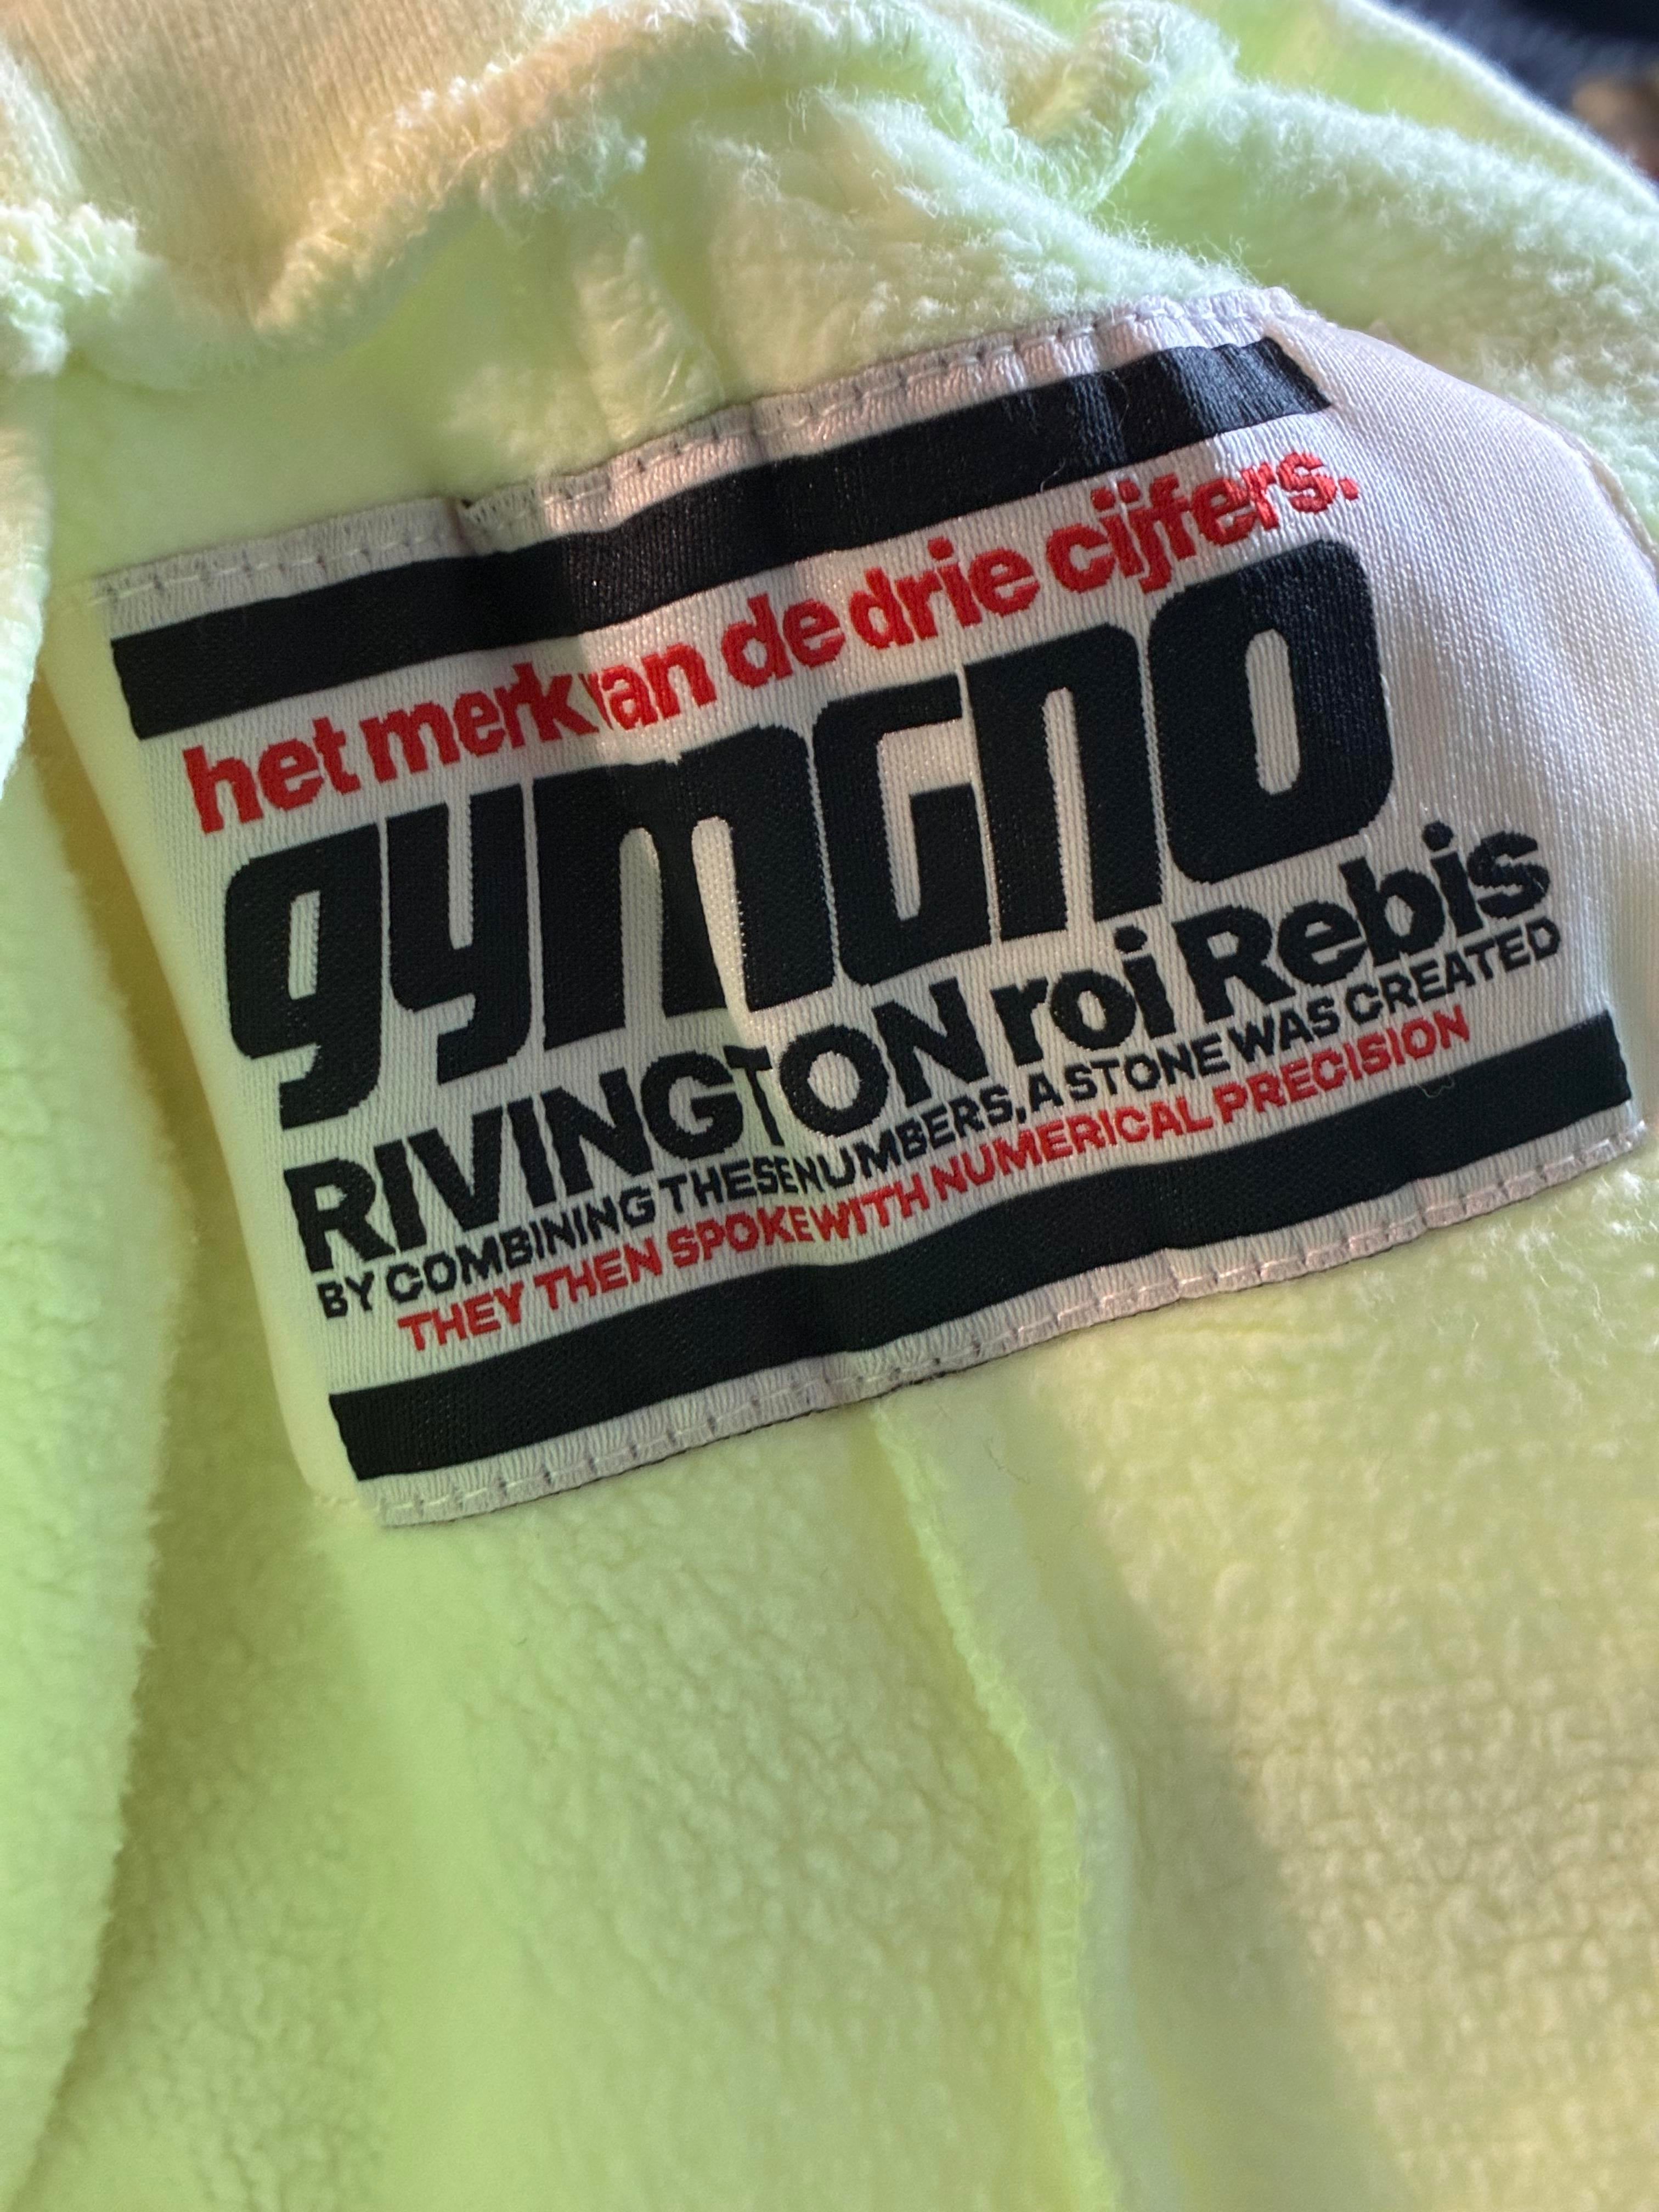 het merk van de drie cijfers.
gymcno
RIVINGTON roi Rebis
BY COMBINING THESE NUMBERS, A STONE WAS CREATED
THEY THEN SPOKE WITH NUMERICAL PRECISION